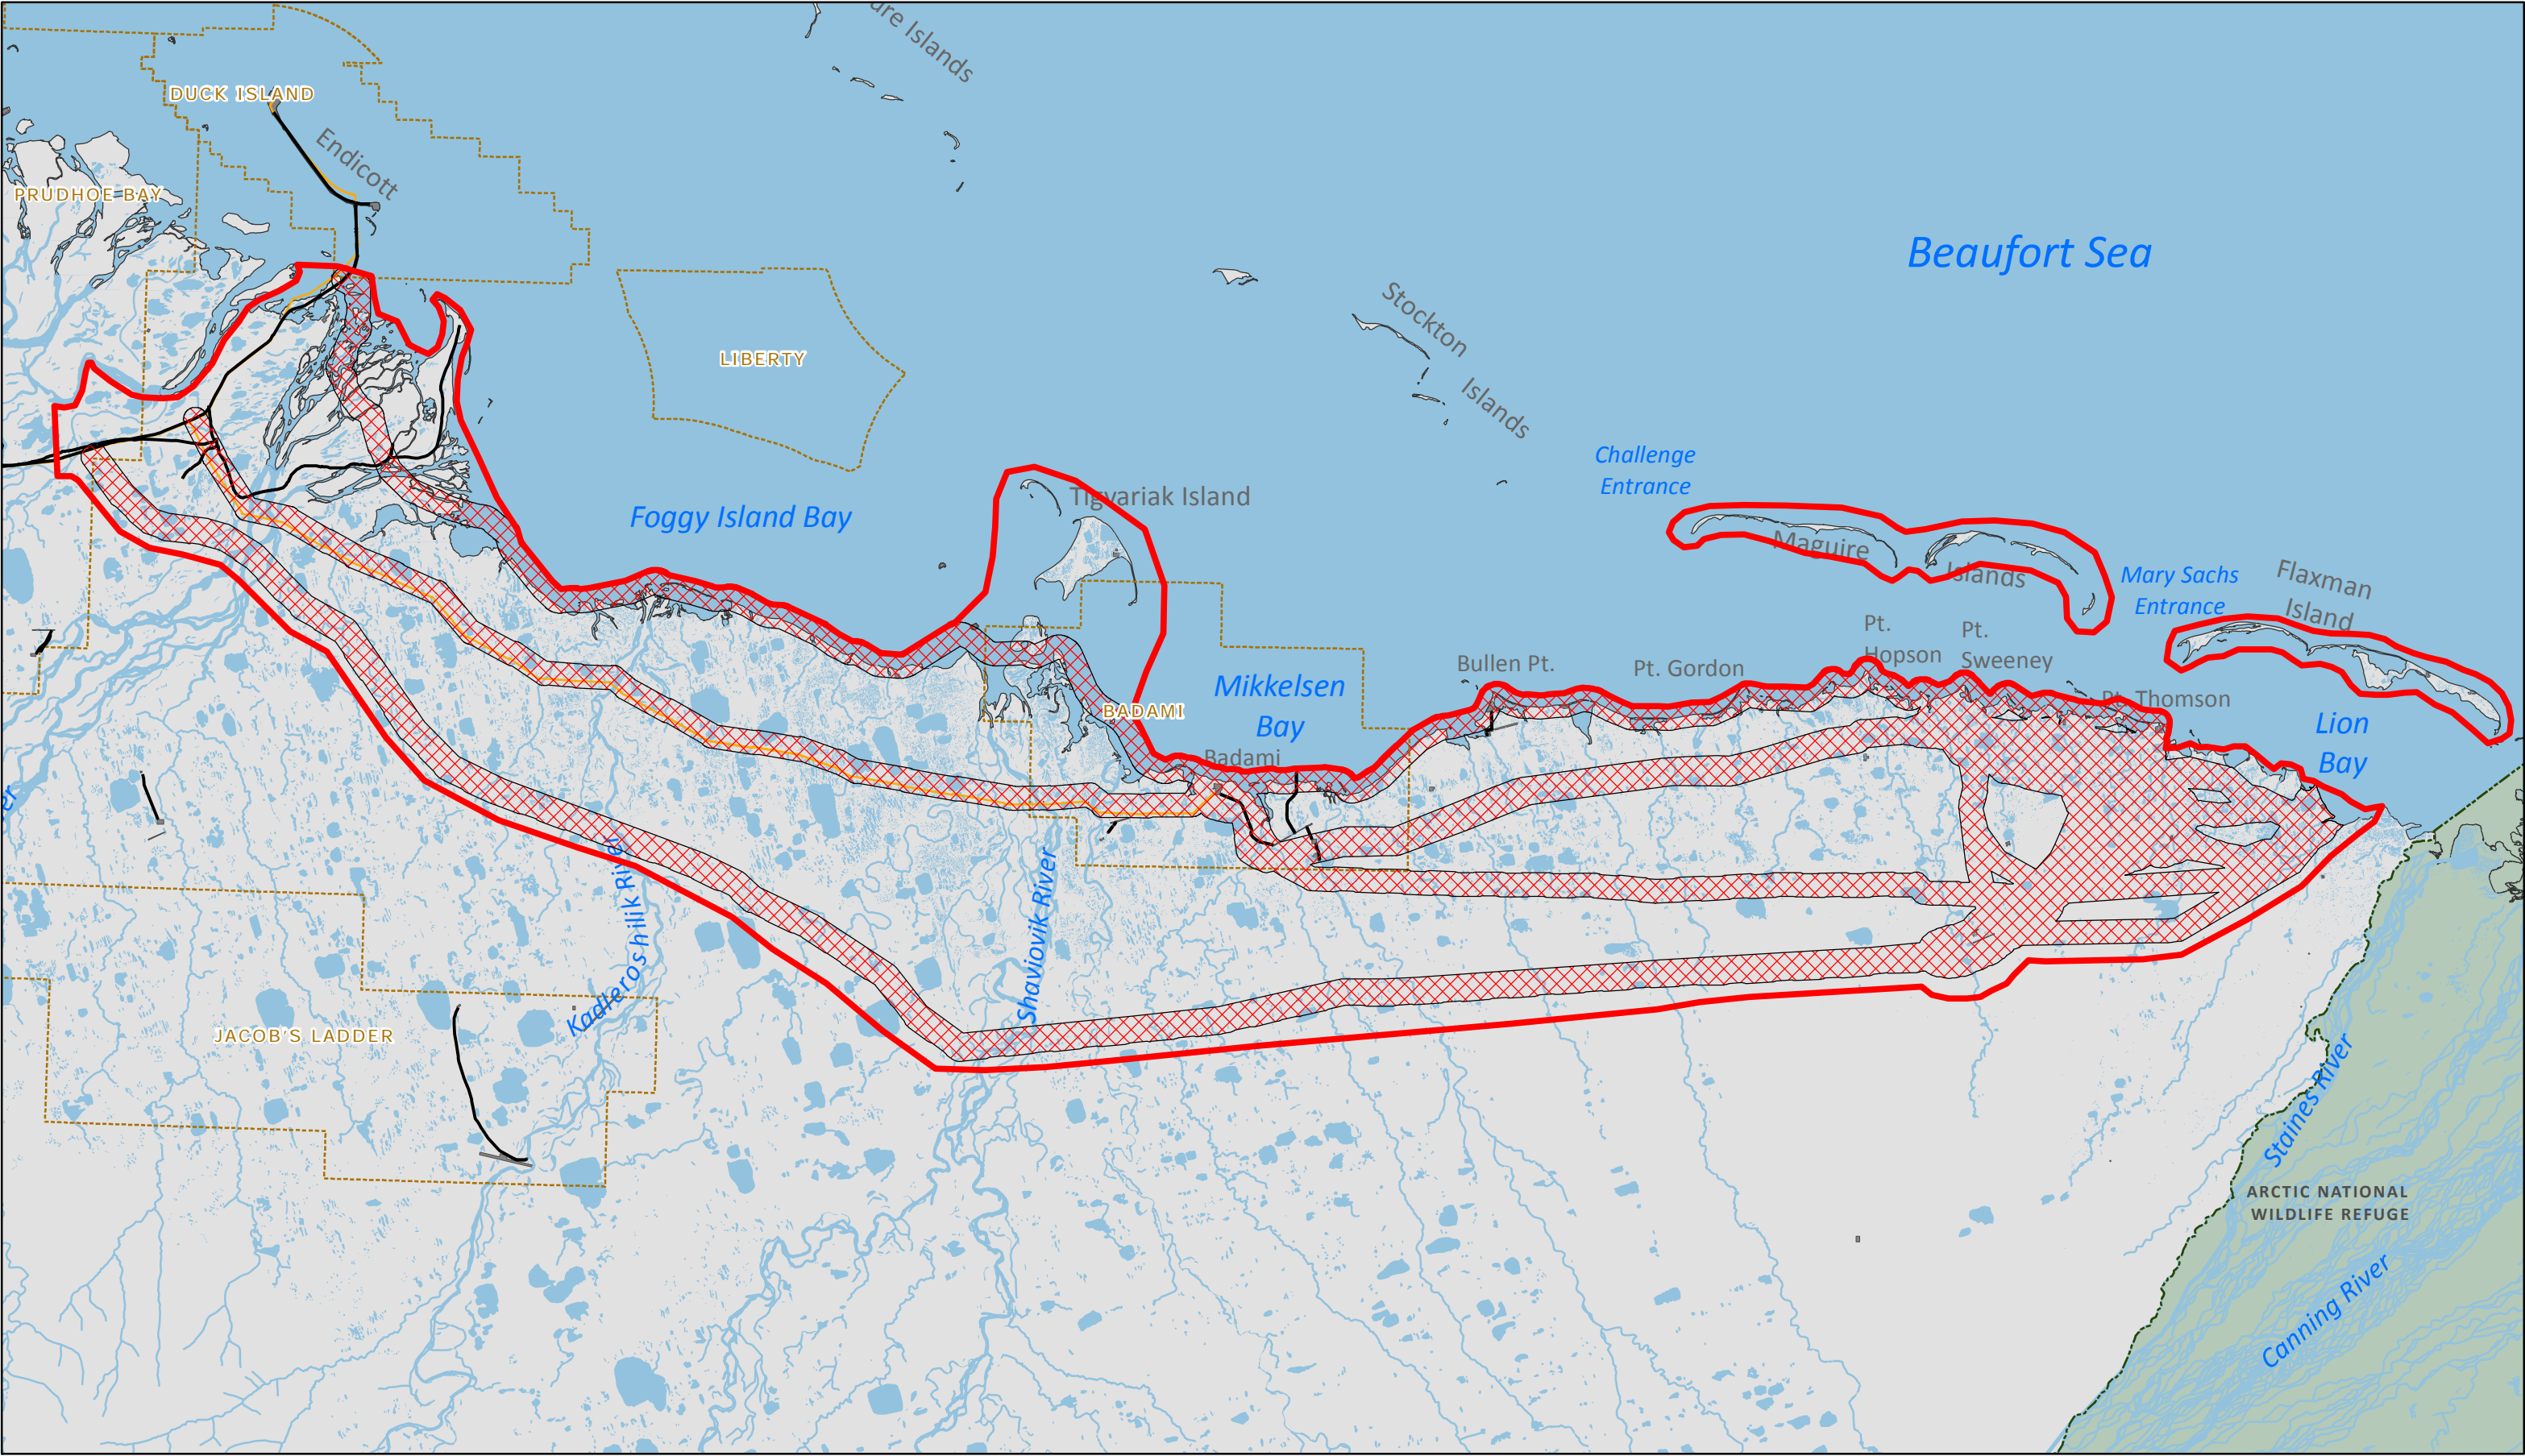 DUCK ISLAND
Endicott
PRUDHOE BAY
Islands
Beaufort Sea
Stockton
Islands
LIBERTY
Foggy Island Bay
Tigvariak Island
Challenge
Entrance
Maguire
Islands
Mary Sachs
Entrance
Flaxman
Island
Pt.
Hopson
Pt.
Sweeney
Bullen Pt.
Pt. Gordon
Pt. Thomson
Mikkelsen
Bay
BADAMI
Badami
Lion
Bay
Kadleroshilik River
Shaviovik River
JACOB'S LADDER
Staines River
ARCTIC NATIONAL
WILDLIFE REFUGE
Canning River